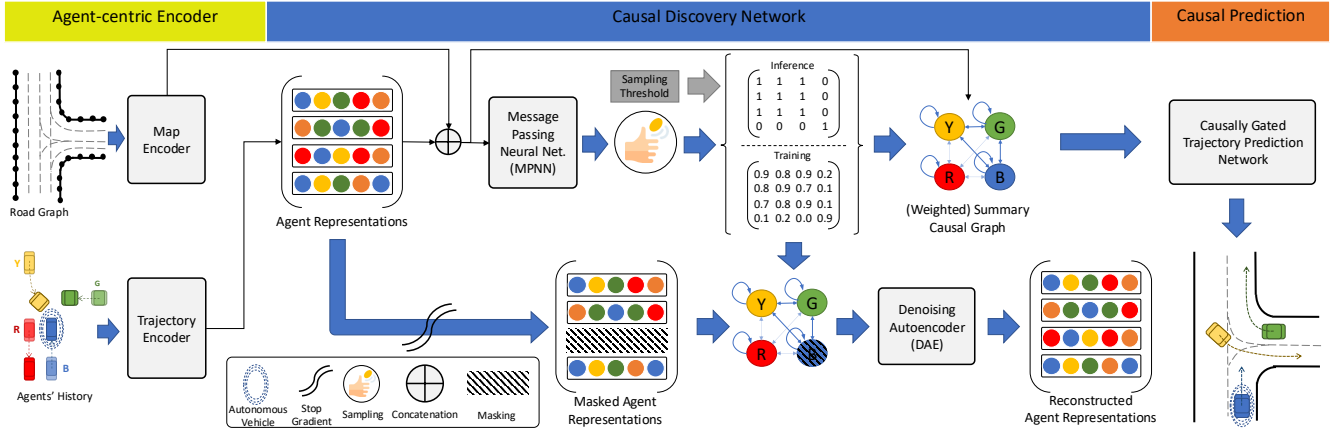 Agent-centric Encoder
Causal Discovery Network
Causal Prediction
Road Graph
Map
Encoder
Agent Representations
Message
Passing
Neural Net.
(MPNN)
Sampling
Threshold
Inference
1 1 1 0
1 1 1 0
1 1 1 0
0 0 0 1
Training
0.9 0.8 0.9 0.2
0.8 0.9 0.7 0.1
0.7 0.8 0.9 0.1
0.1 0.2 0.0 0.9
Y G
R B
(Weighted) Summary
Causal Graph
Causally Gated
Trajectory Prediction
Network
Y
G
R
B
Agents' History
Trajectory
Encoder
Autonomous
Vehicle
Stop
Gradient
Sampling
Concatenation
Masking
Masked Agent
Representations
Y G
R B
Denoising
Autoencoder
(DAE)
Reconstructed
Agent Representations